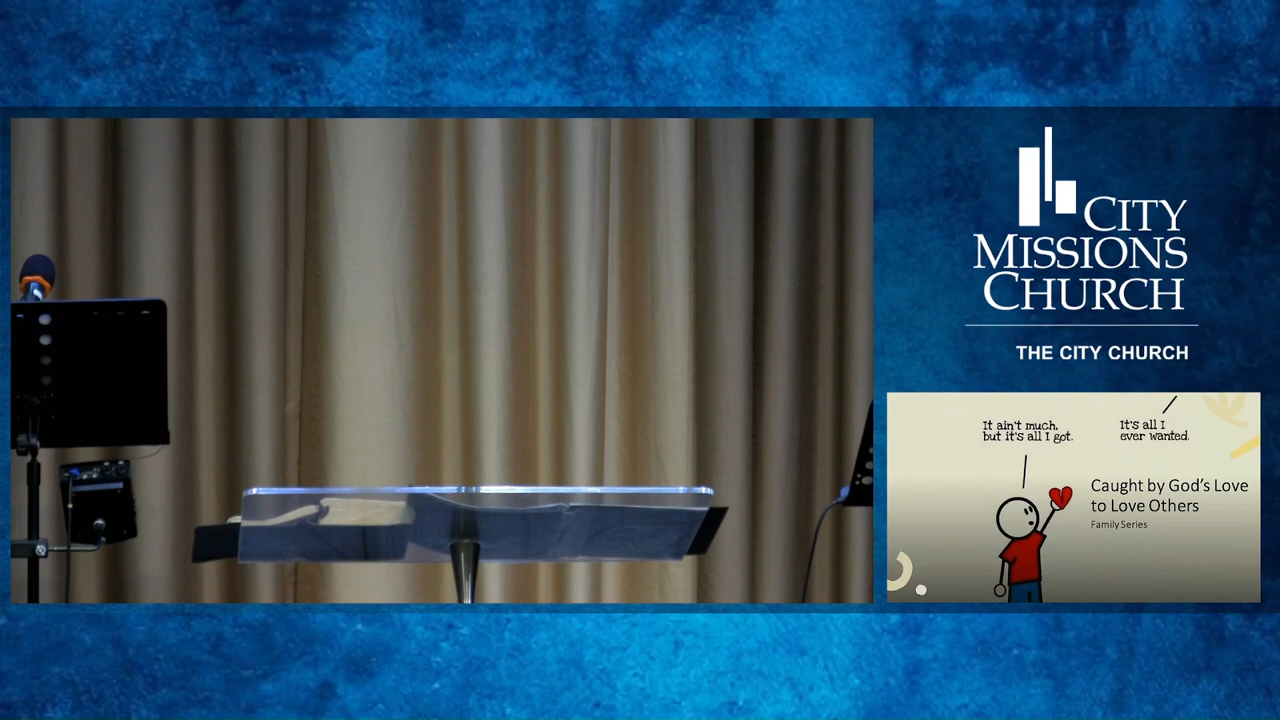 CITY
MISSIONS
CHURCH
THE CITY CHURCH
It ain't much,
but it's all I got.
It's all I
ever wanted.
Caught by God's Love
to Love Others
Family Series